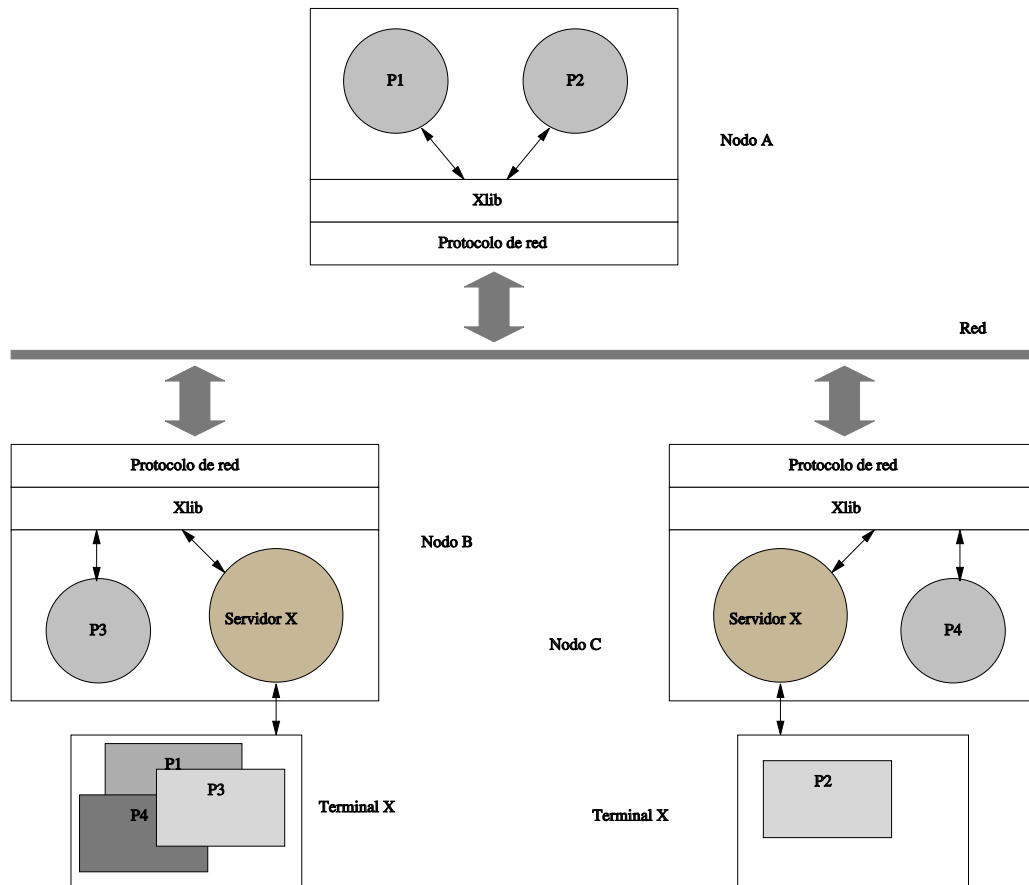 P1
P2
Nodo A
Xlib
Protocolo de red
Red
Protocolo de red
Xlib
Nodo B
P3
Servidor X
Protocolo de red
Xlib
Nodo C
Servidor X
P4
P1
P3
P4
Terminal X
Terminal X
P2